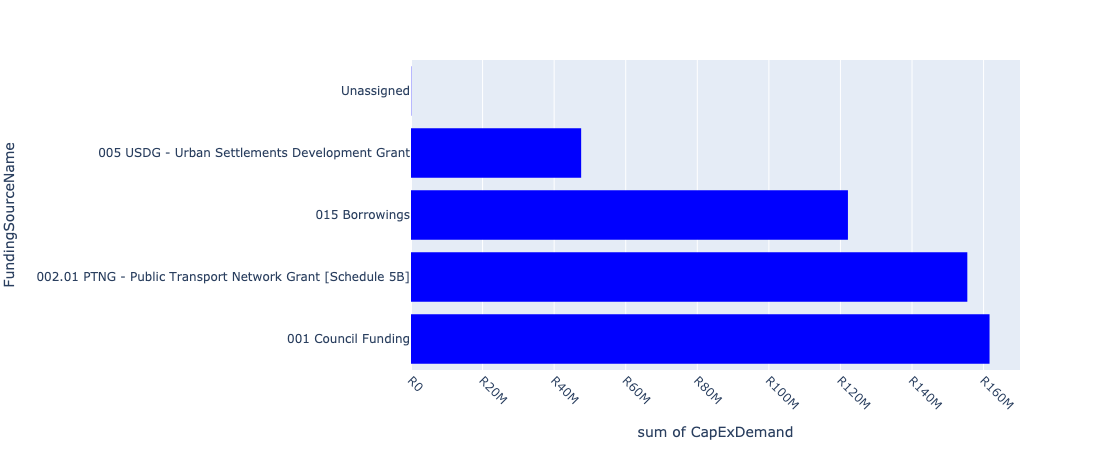 FundingSourceName
Unassigned
005 USDG - Urban Settlements Development Grant
015 Borrowings
002.01 PTNG - Public Transport Network Grant [Schedule 5B]
001 Council Funding
R0
R20M
R40M
R60M
R80M
R100M
R120M
R140M
R160M
sum of CapExDemand